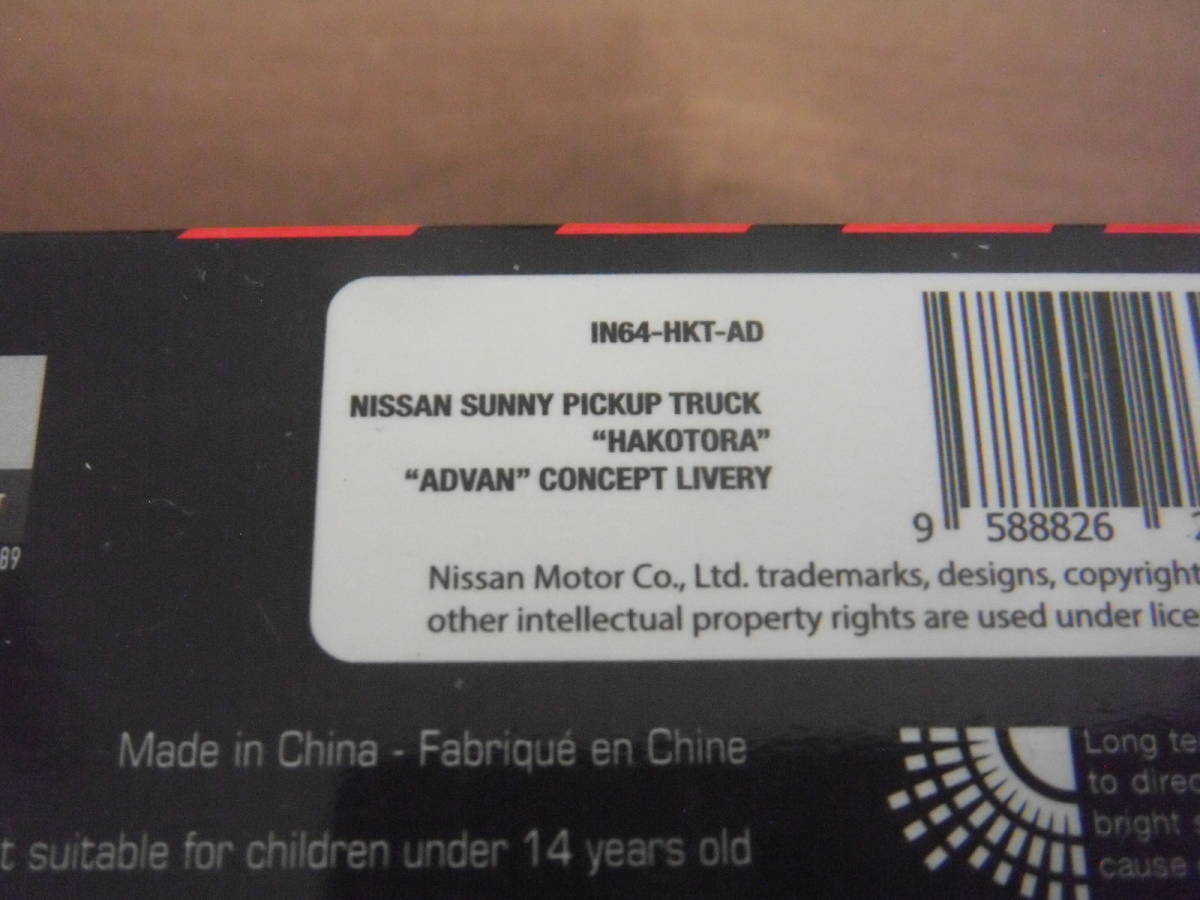 IN64-HKT-AD
NISSAN SUNNY PICKUP TRUCK
“HAKOTORA”
“ADVAN” CONCEPT LIVERY
9 588826
Nissan Motor Co., Ltd. trademarks, designs, copyright
other intellectual property rights are used under lice
89
Made in China - Fabriqué en Chine
t suitable for children under 14 years old
Long te
to direc
bright s
cause